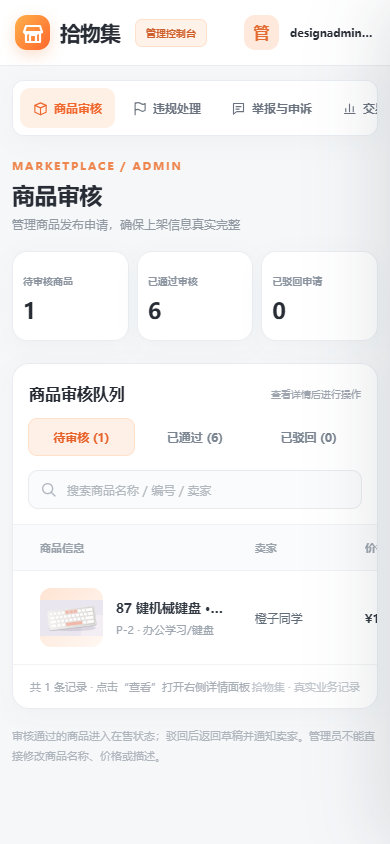 拾物集
管理控制台
管
designadmin...
商品审核
违规处理
举报与申诉
MARKETPLACE / ADMIN
商品审核
管理商品发布申请，确保上架信息真实完整
待审核商品
1
已通过审核
6
已驳回申请
0
商品审核队列
查看详情后进行操作
待审核 (1)
已通过 (6)
已驳回 (0)
搜索商品名称 / 编号 / 卖家
商品信息
卖家
87 键机械键盘 •...
P-2 · 办公学习/键盘
橙子同学
¥1
共 1 条记录 · 点击“查看”打开右侧详情面板
拾物集 · 真实业务记录
审核通过的商品进入在售状态；驳回后返回草稿并通知卖家。管理员不能直
接修改商品名称、价格或描述。